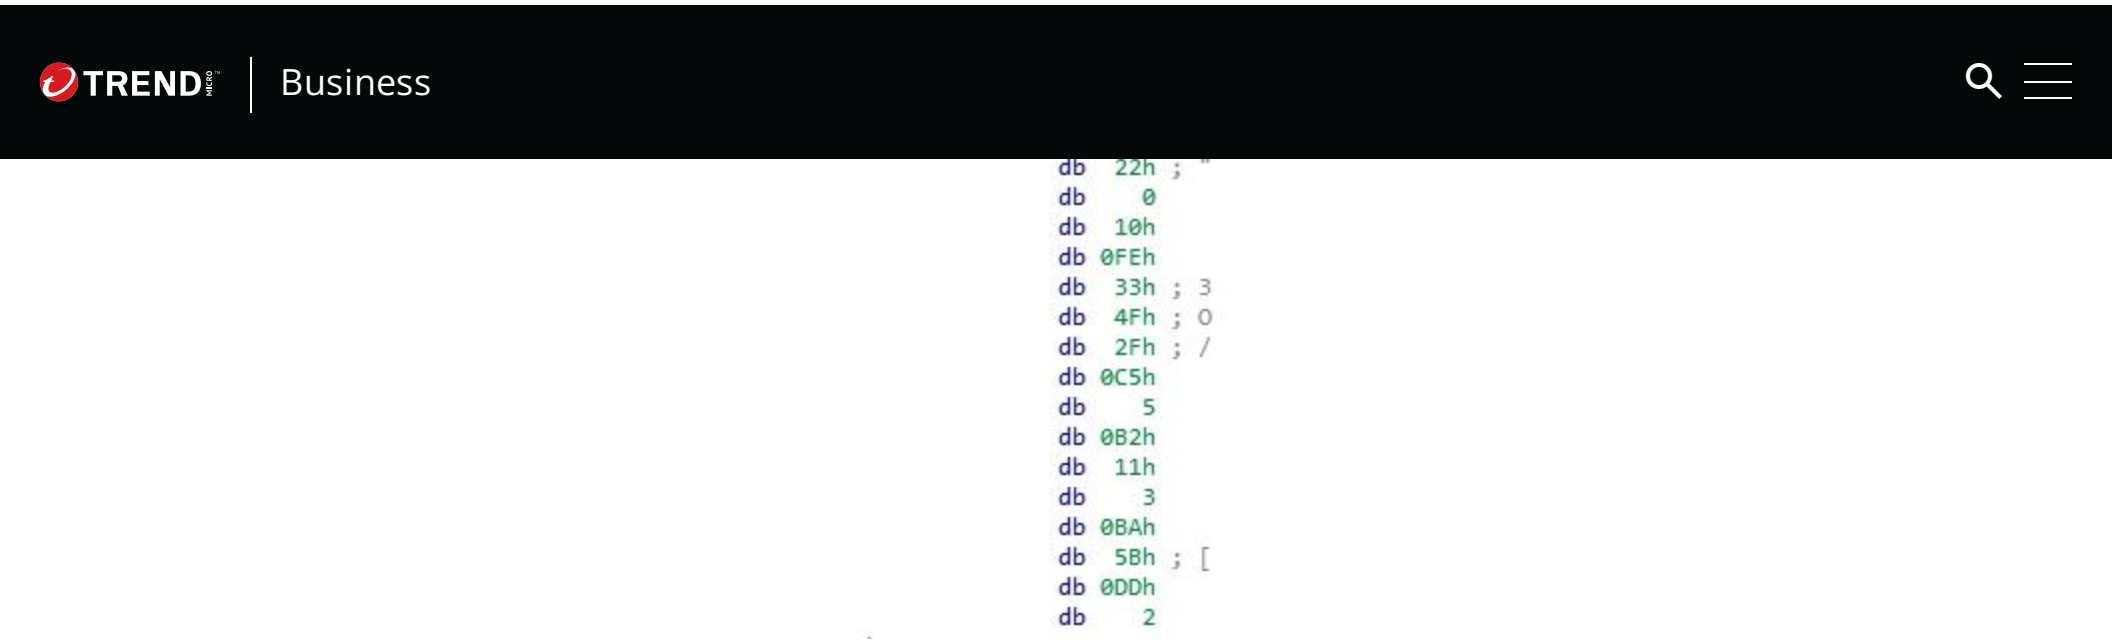 TREND MICRO™ | Business
db 22h ; "
db 0
db 10h
db 0FEh
db 33h ; 3
db 4Fh ; O
db 2Fh ; /
db 0C5h
db 5
db 0B2h
db 11h
db 3
db 0BAh
db 5Bh ; [
db 0DDh
db 2